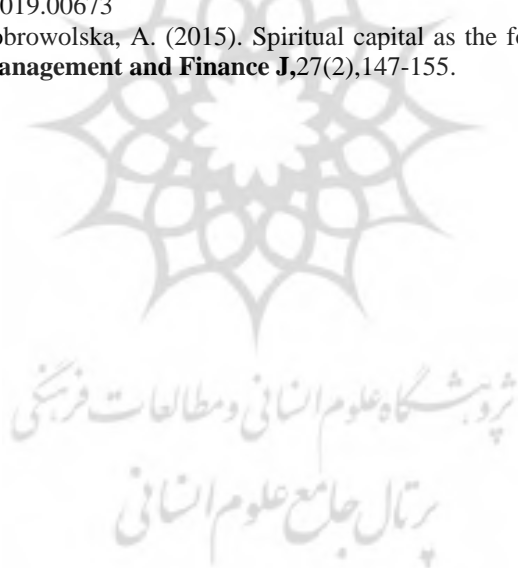 019.00673
obrowolska, A. (2015). Spiritual capital as the fo
anagement and Finance J,27(2),147-155.
پژوهشگاه علوم انسانی و مطالعات فرهنگی
پرتال جامع علوم انسانی